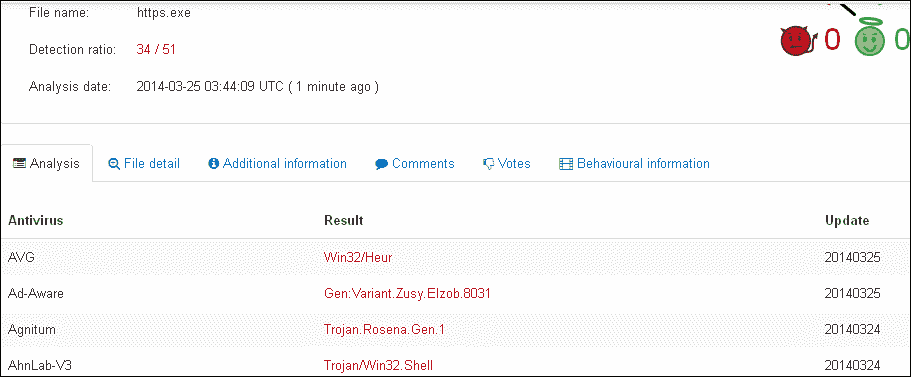 File name: https.exe
0 0
Detection ratio: 34 / 51
Analysis date: 2014-03-25 03:44:09 UTC ( 1 minute ago )
Analysis File detail Additional information Comments Votes Behavioural information
Antivirus Result Update
AVG Win32/Heur 20140325
Ad-Aware Gen:Variant.Zusy.Elzob.8031 20140325
Agnitum Trojan.Rosena.Gen.1 20140324
AhnLab-V3 Trojan/Win32.Shell 20140324